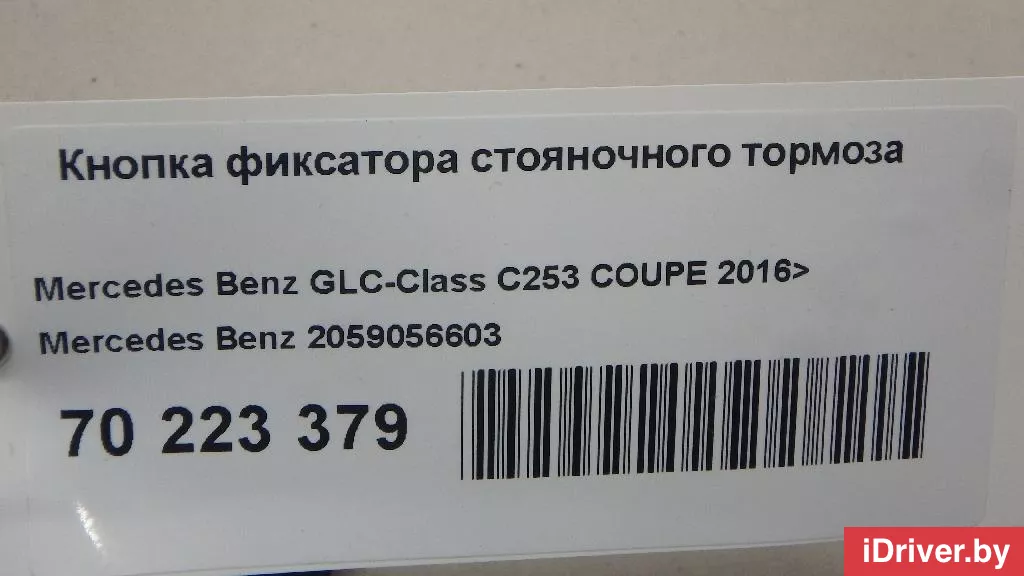 Кнопка фиксатора стояночного тормоза
Mercedes Benz GLC-Class C253 COUPE 2016>
Mercedes Benz 2059056603
70 223 379
iDriver.by